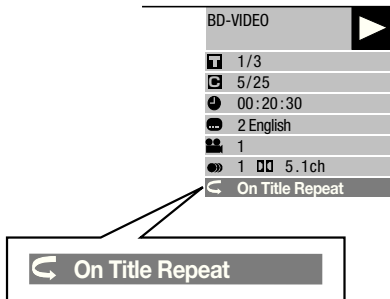 BD-VIDEO
T 1/3
C 5/25
00:20:30
2 English
1
1 DD 5.1ch
On Title Repeat
On Title Repeat